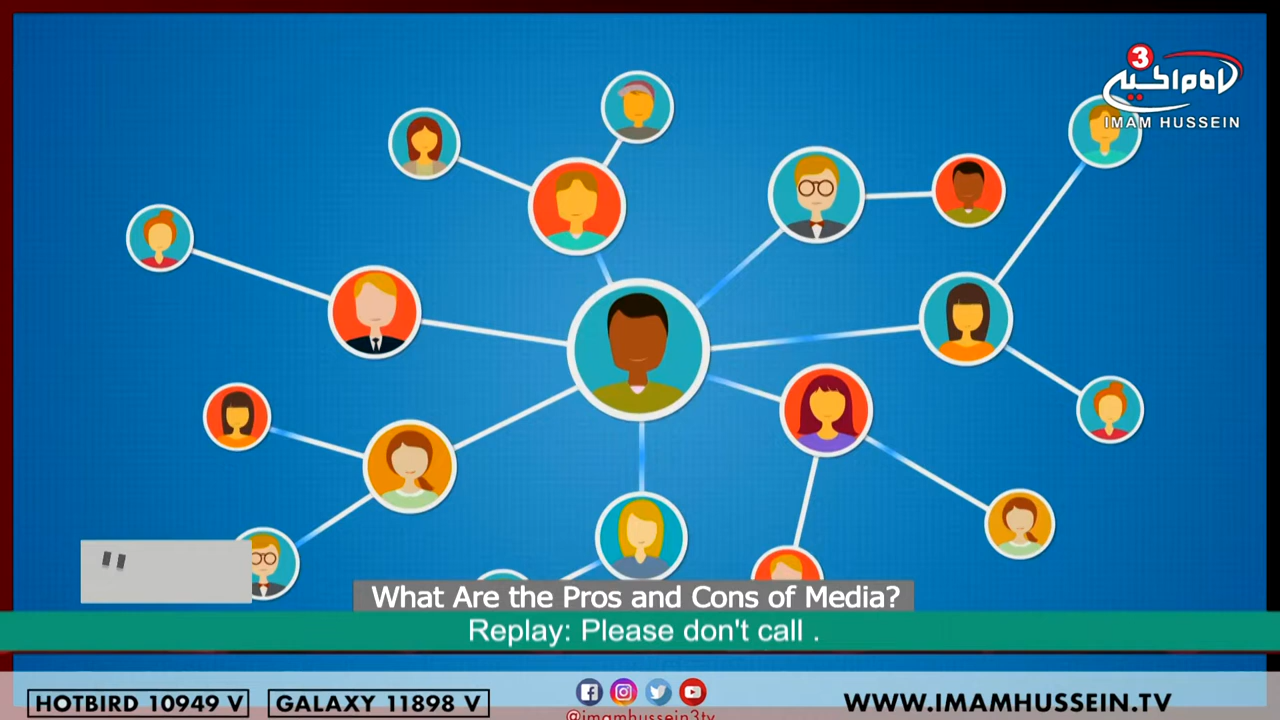 3
IMAM HUSSEIN
"
What Are the Pros and Cons of Media?
Replay: Please don't call .
HOTBIRD 10949 V
GALAXY 11898 V
@imamhussein3tv
WWW.IMAMHUSSEIN.TV